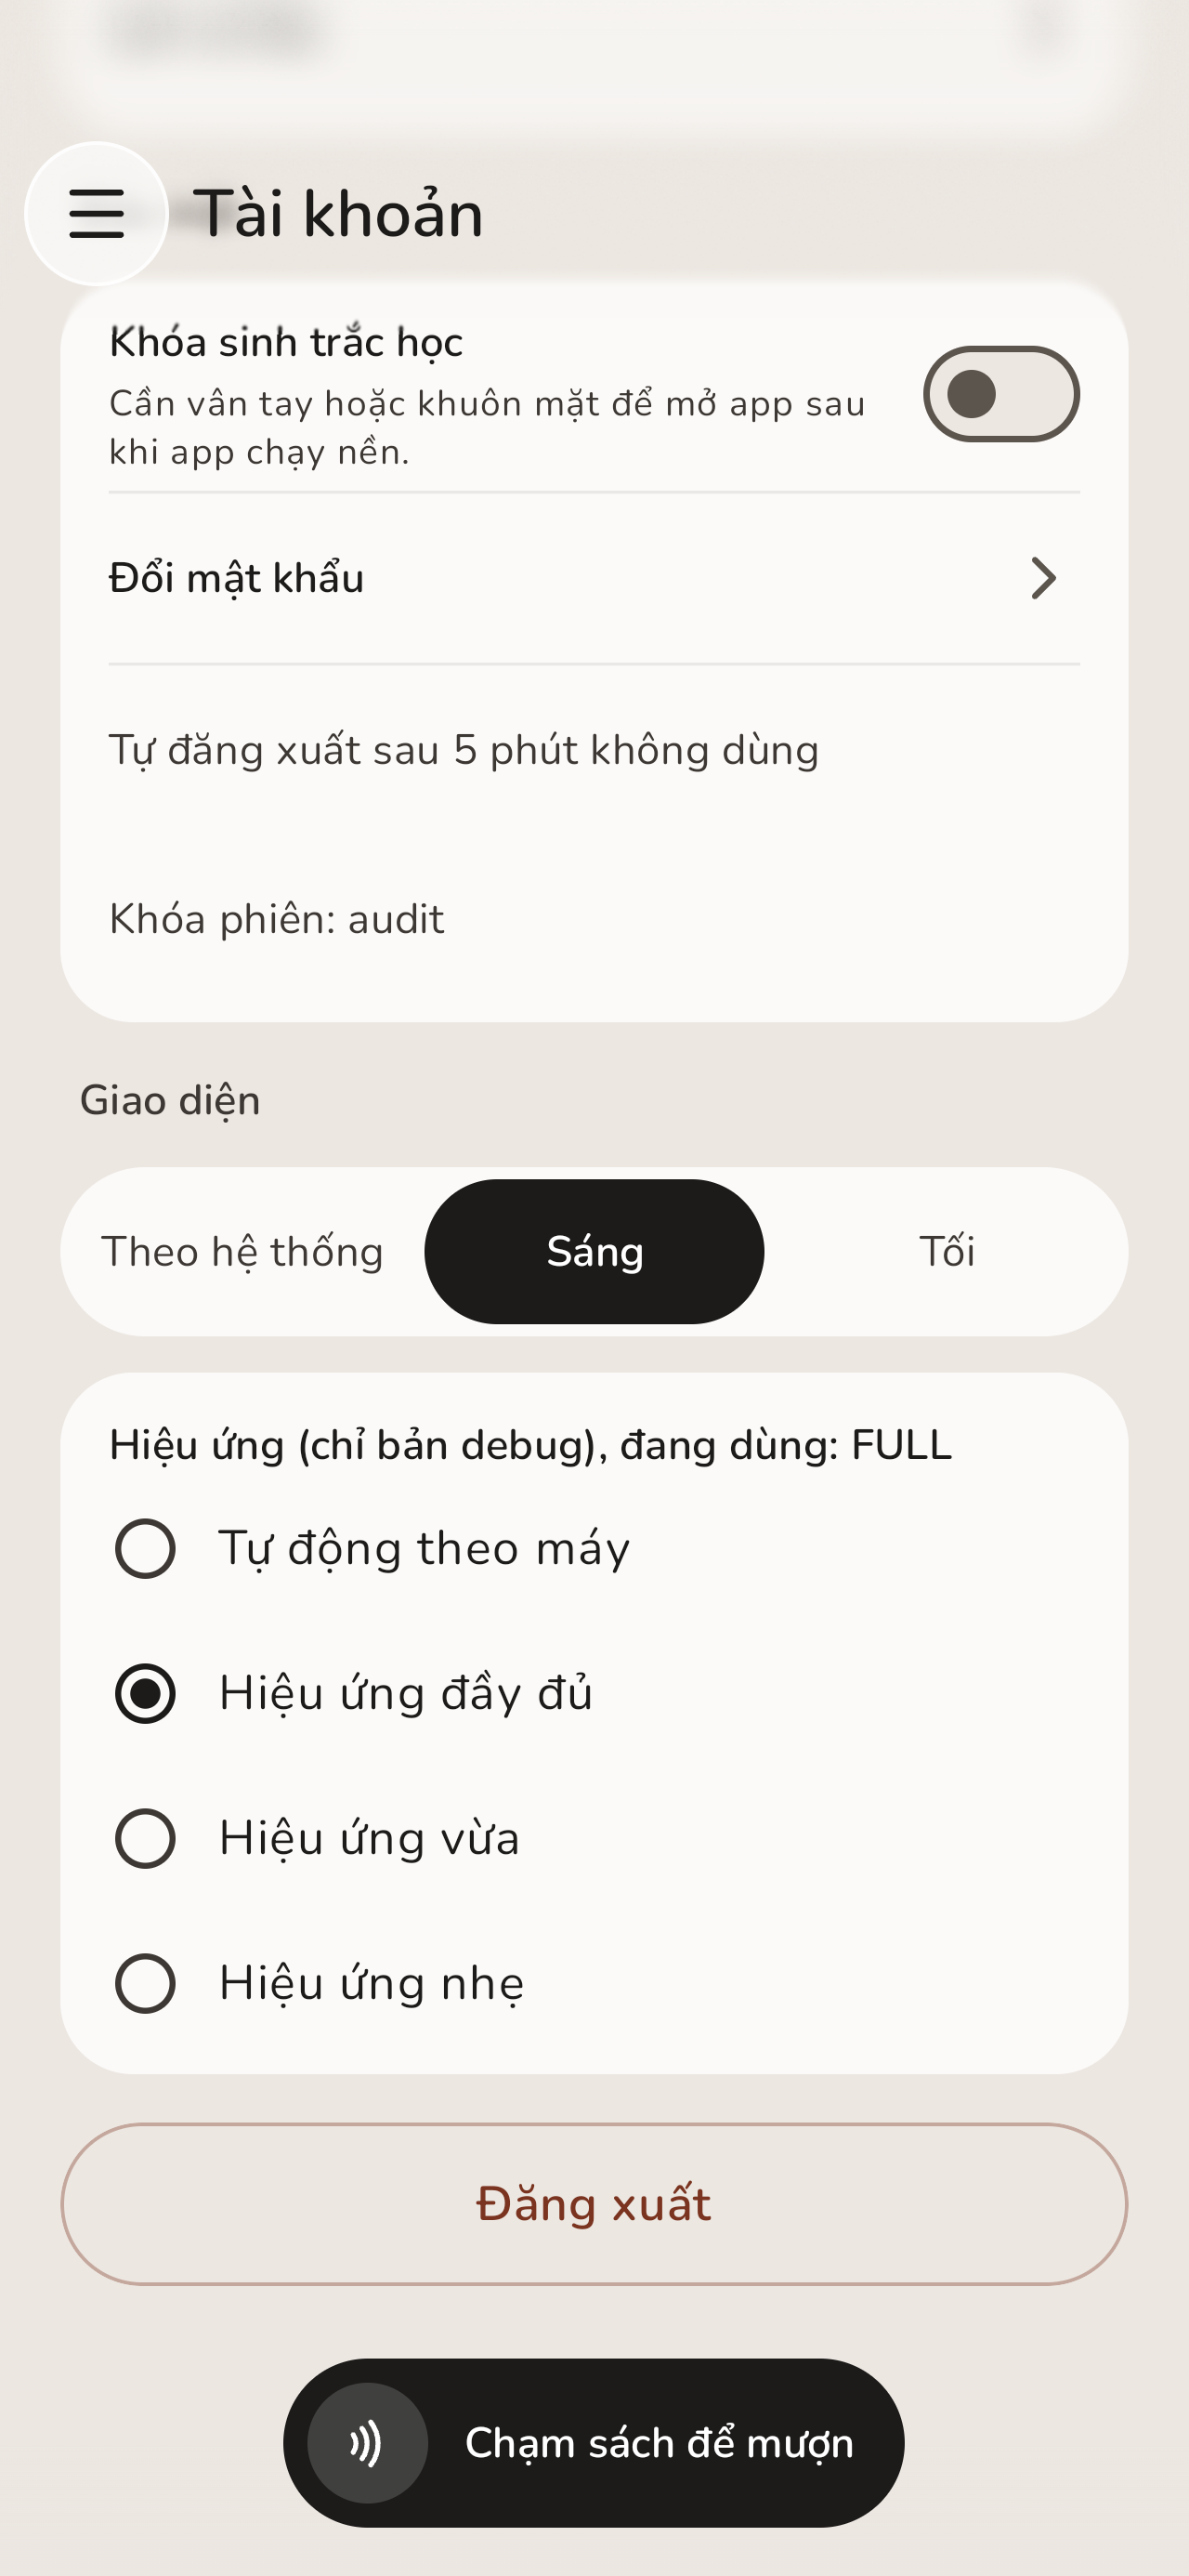 Tài khoản
Khóa sinh trắc học
Cần vân tay hoặc khuôn mặt để mở app sau
khi app chạy nền.
Đổi mật khẩu
Tự đăng xuất sau 5 phút không dùng
Khóa phiên: audit
Giao diện
Theo hệ thống
Sáng
Tối
Hiệu ứng (chỉ bản debug), đang dùng: FULL
Tự động theo máy
Hiệu ứng đầy đủ
Hiệu ứng vừa
Hiệu ứng nhẹ
Đăng xuất
Chạm sách để mượn